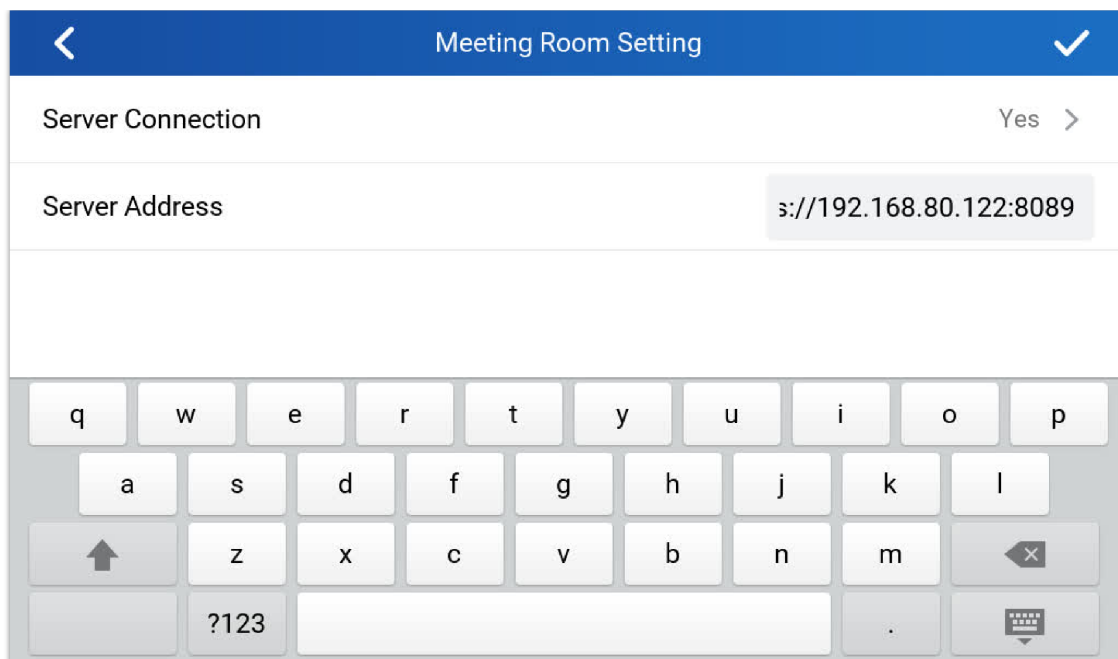 Meeting Room Setting
Server Connection Yes
Server Address s://192.168.80.122:8089
q w e r t y u i o p
a s d f g h j k l
z x c v b n m
?123 .